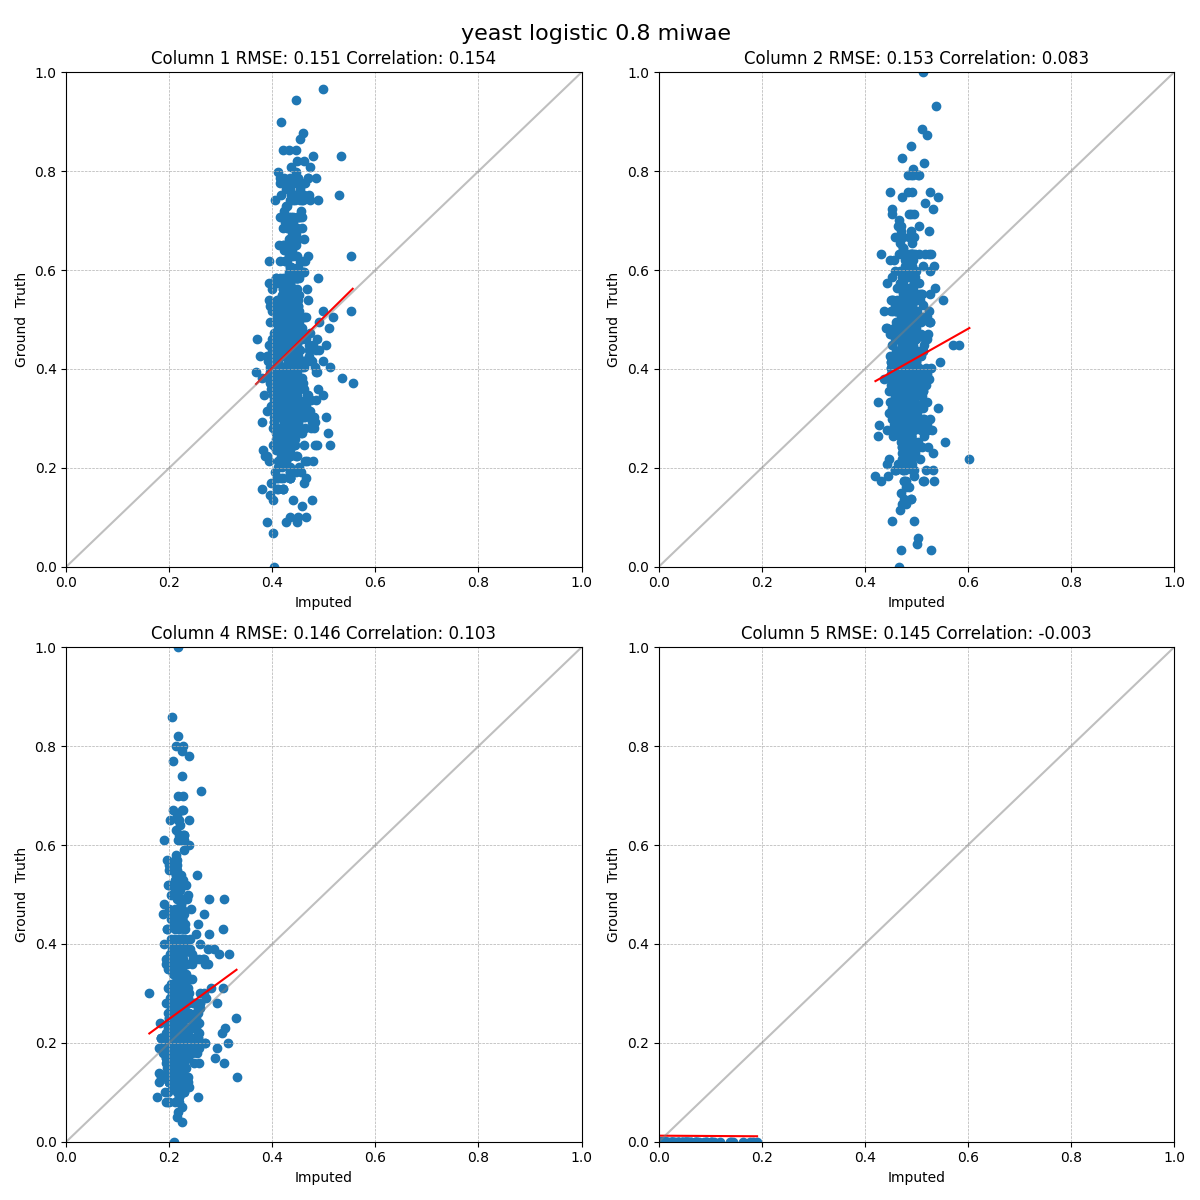 yeast logistic 0.8 miwae
Column 1 RMSE: 0.151 Correlation: 0.154
1.0
0.8
0.6
0.4
0.2
0.0
Ground Truth
0.0 0.2 0.4 0.6 0.8 1.0
Imputed
Column 2 RMSE: 0.153 Correlation: 0.083
1.0
0.8
0.6
0.4
0.2
0.0
Ground Truth
0.0 0.2 0.4 0.6 0.8 1.0
Imputed
Column 4 RMSE: 0.146 Correlation: 0.103
1.0
0.8
0.6
0.4
0.2
0.0
Ground Truth
0.0 0.2 0.4 0.6 0.8 1.0
Imputed
Column 5 RMSE: 0.145 Correlation: -0.003
1.0
0.8
0.6
0.4
0.2
0.0
Ground Truth
0.0 0.2 0.4 0.6 0.8 1.0
Imputed